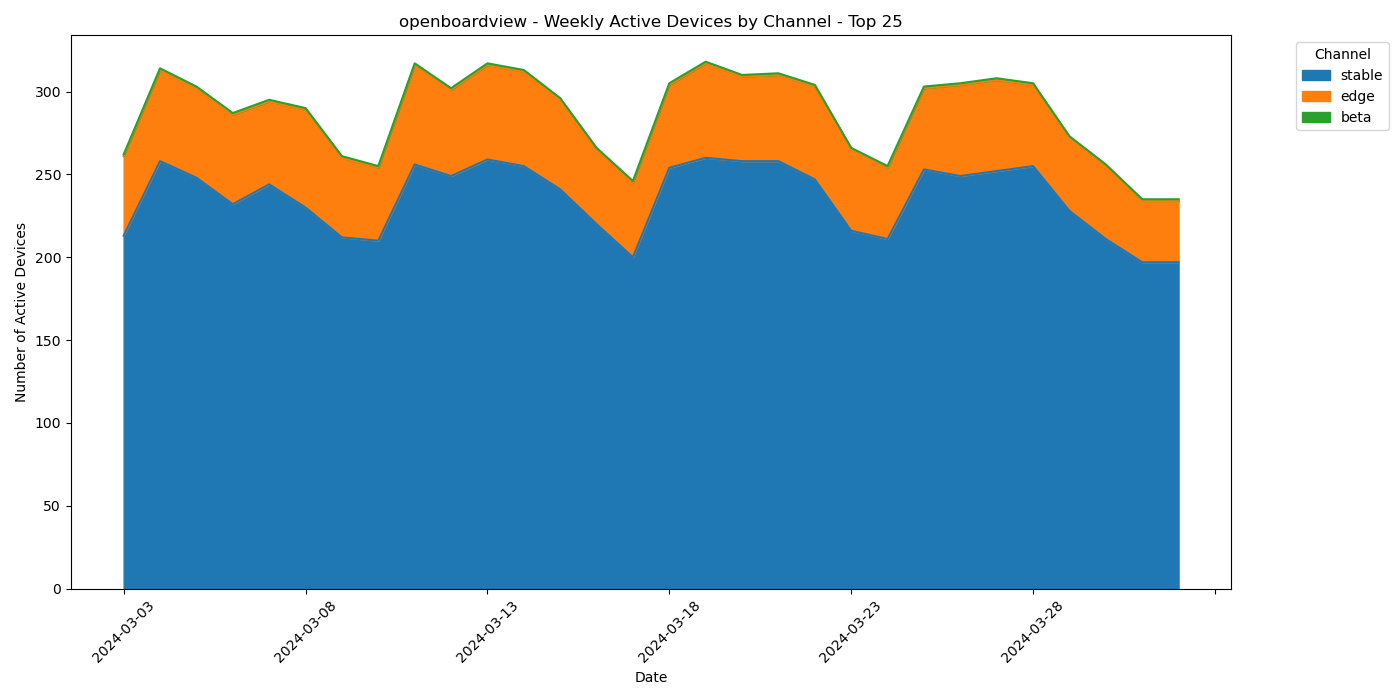 openboardview - Weekly Active Devices by Channel - Top 25
Channel
stable
edge
beta
Number of Active Devices
300
250
200
150
100
50
0
2024-03-03
2024-03-08
2024-03-13
2024-03-18
2024-03-23
2024-03-28
Date